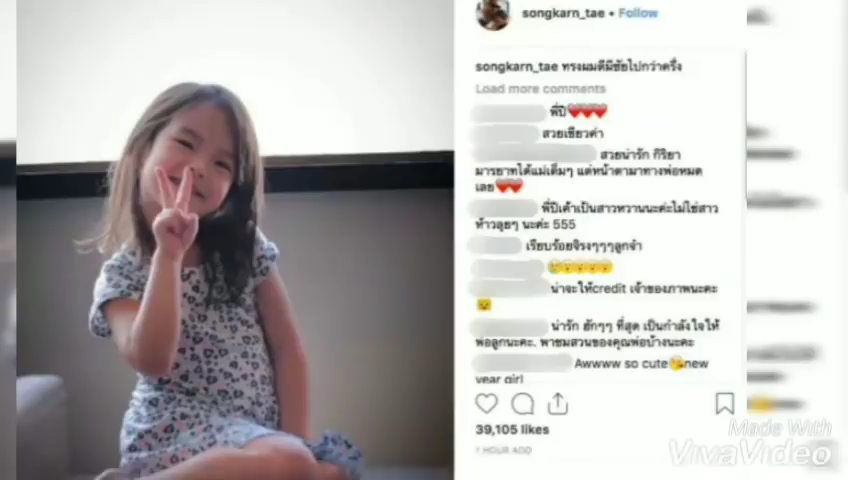 songkarn_tae • Follow
songkarn_tae ทรงผมดีมีชัยไปกว่าครึ่ง
Load more comments
พี่ปี❤️❤️❤️
สวยเชียวค่า
สวยน่ารัก กิริยา
มารยาทได้แม่เต็มๆ แต่หน้าตามาทางพ่อหมด
เลย❤️❤️
พี่ปีเค้าเป็นสาวหวานนะค่ะไม่ใช่สาว
ห้าวลุยๆ นะค่ะ 555
เรียบร้อยจิรงๆๆๆลูกจ๋า
น่าจะให้credit เจ้าของภาพนะคะ
น่ารัก ฮักๆๆ ที่สุด เป็นกำลังใจให้
พ่อลูกนะคะ. พาชมสวนของคุณพ่อบ้างนะคะ
Awwww so cute😘new
year girl
39,105 likes
1 HOUR AGO
Made With
VivaVideo